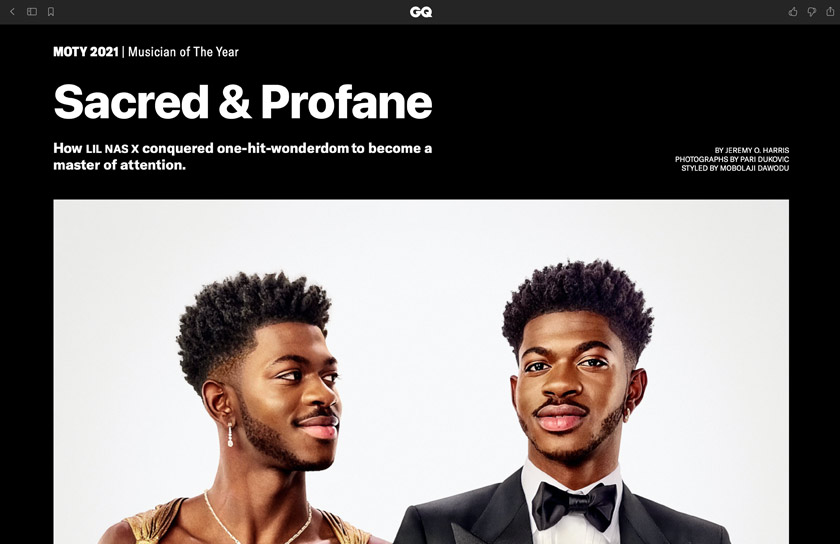 GQ
MOTY 2021 | Musician of The Year
Sacred & Profane
How LIL NAS X conquered one-hit-wonderdom to become a
master of attention.
BY JEREMY O. HARRIS
PHOTOGRAPHS BY PARI DUKOVIC
STYLED BY MOBOLAJI DAWODU